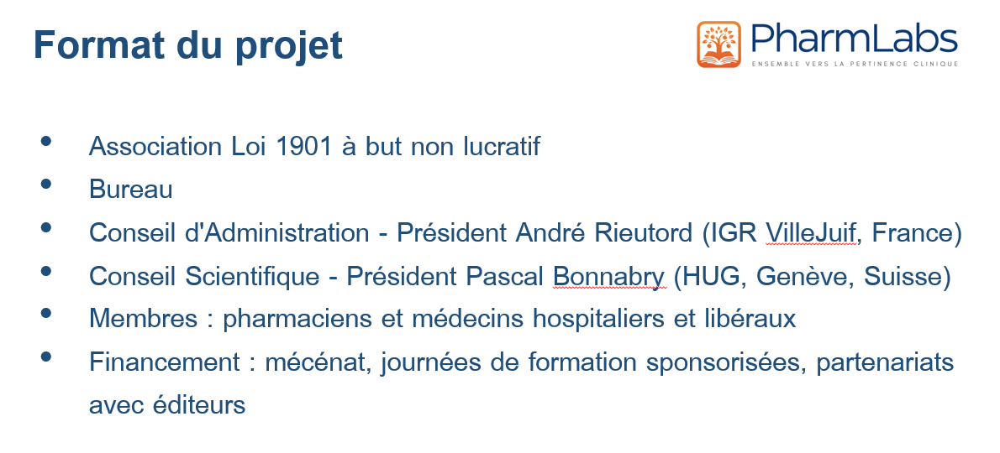 Format du projet
PharmLabs
ENSEMBLE VERS LA PERTINENCE CLINIQUE
• Association Loi 1901 à but non lucratif
• Bureau
• Conseil d'Administration - Président André Rieutord (IGR VilleJuif, France)
• Conseil Scientifique - Président Pascal Bonnabry (HUG, Genève, Suisse)
• Membres : pharmaciens et médecins hospitaliers et libéraux
• Financement : mécénat, journées de formation sponsorisées, partenariats
avec éditeurs